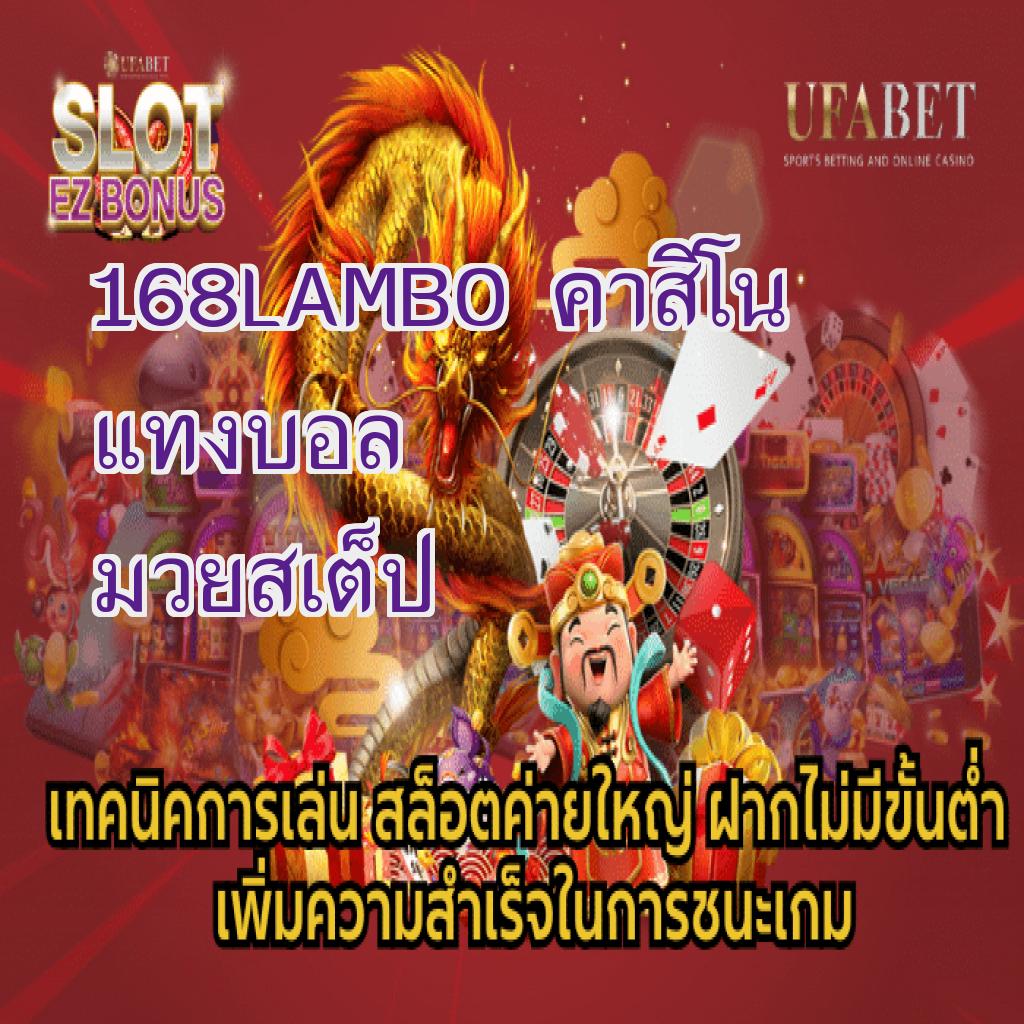 UFABET
SLOT
EZ BONUS
UFABET
SPORTS BETTING AND ONLINE CASINO
168LAMBO คาสิโน
แทงบอล
มวยสเต็ป
เทคนิคการเล่น สล็อตค่ายใหญ่ ฝากไม่มีขั้นต่ำ
เพิ่มความสำเร็จในการชนะเกม